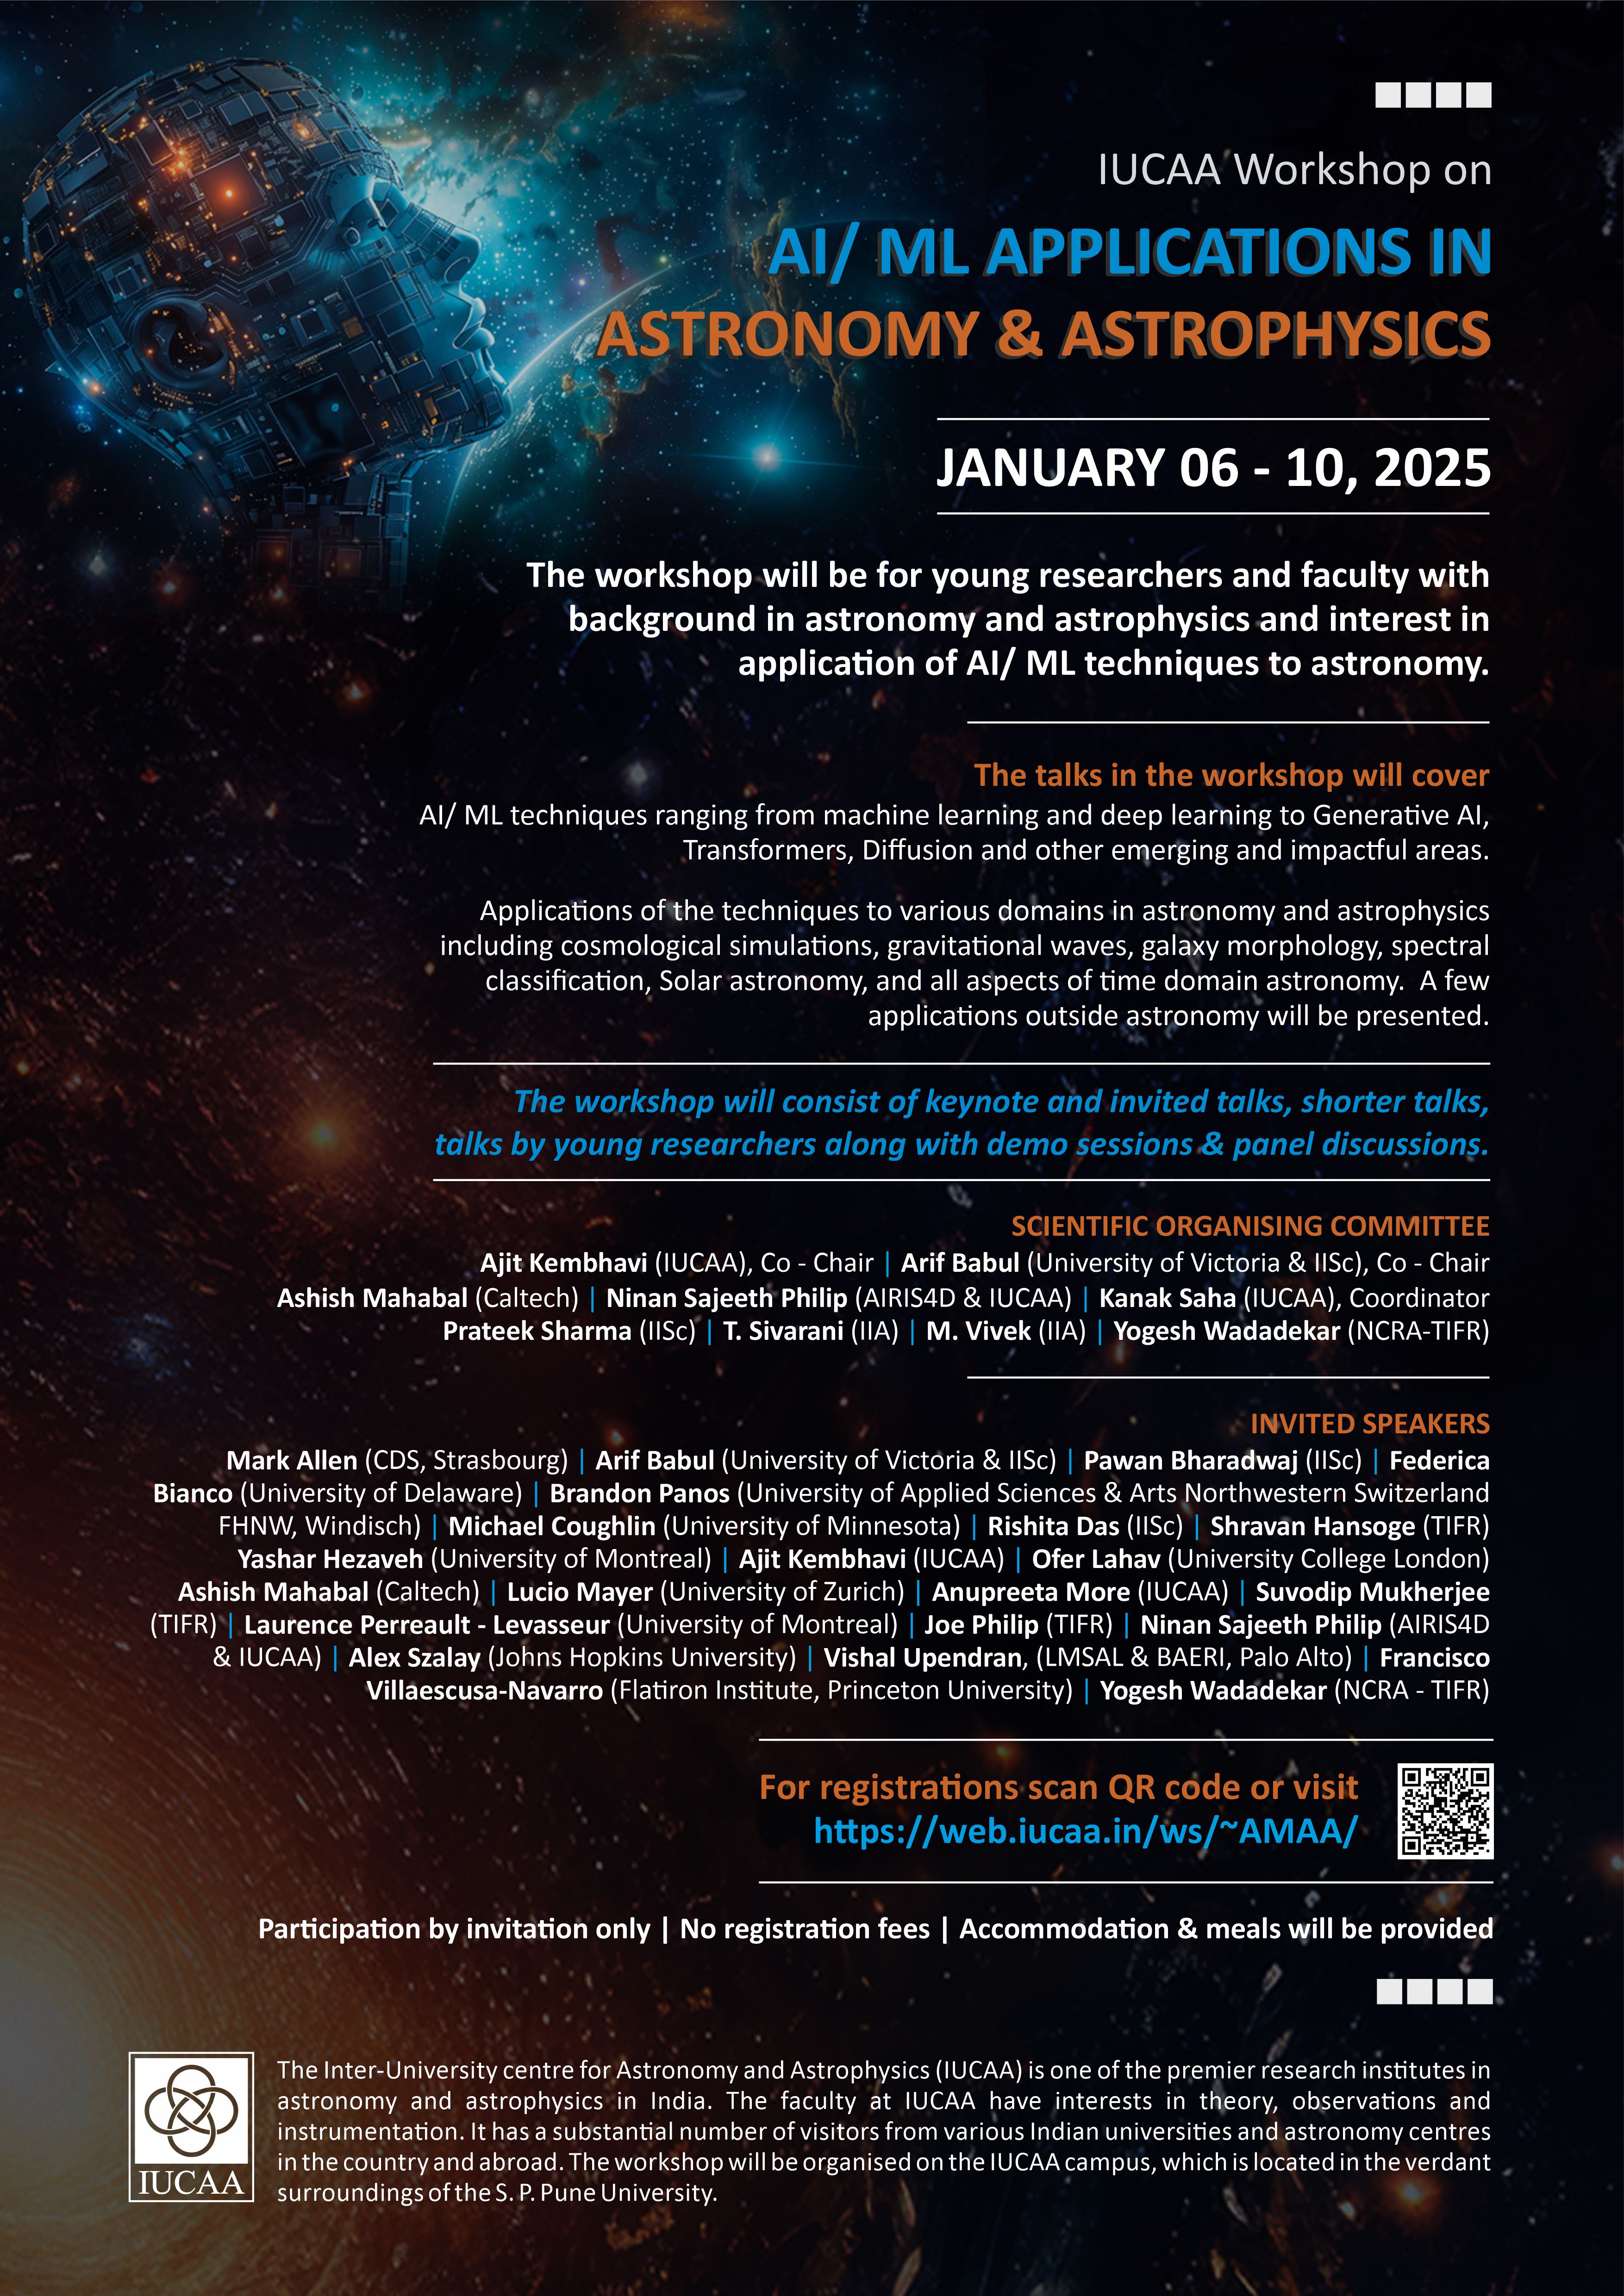 IUCAA Workshop on
AI/ ML APPLICATIONS IN
ASTRONOMY & ASTROPHYSICS
JANUARY 06 - 10, 2025
The workshop will be for young researchers and faculty with
background in astronomy and astrophysics and interest in
application of AI/ ML techniques to astronomy.
The talks in the workshop will cover
AI/ ML techniques ranging from machine learning and deep learning to Generative AI,
Transformers, Diffusion and other emerging and impactful areas.
Applications of the techniques to various domains in astronomy and astrophysics
including cosmological simulations, gravitational waves, galaxy morphology, spectral
classification, Solar astronomy, and all aspects of time domain astronomy.  A few
applications outside astronomy will be presented.
The workshop will consist of keynote and invited talks, shorter talks,
talks by young researchers along with demo sessions & panel discussions.
SCIENTIFIC ORGANISING COMMITTEE
Ajit Kembhavi (IUCAA), Co - Chair | Arif Babul (University of Victoria & IISc), Co - Chair
Ashish Mahabal (Caltech) | Ninan Sajeeth Philip (AIRIS4D & IUCAA) | Kanak Saha (IUCAA), Coordinator
Prateek Sharma (IISc) | T. Sivarani (IIA) | M. Vivek (IIA) | Yogesh Wadadekar (NCRA-TIFR)
INVITED SPEAKERS
Mark Allen (CDS, Strasbourg) | Arif Babul (University of Victoria & IISc) | Pawan Bharadwaj (IISc) | Federica
Bianco (University of Delaware) | Brandon Panos (University of Applied Sciences & Arts Northwestern Switzerland
FHNW, Windisch) | Michael Coughlin (University of Minnesota) | Rishita Das (IISc) | Shravan Hansoge (TIFR)
Yashar Hezaveh (University of Montreal) | Ajit Kembhavi (IUCAA) | Ofer Lahav (University College London)
Ashish Mahabal (Caltech) | Lucio Mayer (University of Zurich) | Anupreeta More (IUCAA) | Suvodip Mukherjee
(TIFR) | Laurence Perreault - Levasseur (University of Montreal) | Joe Philip (TIFR) | Ninan Sajeeth Philip (AIRIS4D
& IUCAA) | Alex Szalay (Johns Hopkins University) | Vishal Upendran, (LMSAL & BAERI, Palo Alto) | Francisco
Villaescusa-Navarro (Flatiron Institute, Princeton University) | Yogesh Wadadekar (NCRA - TIFR)
For registrations scan QR code or visit
https://web.iucaa.in/ws/~AMAA/
Participation by invitation only | No registration fees | Accommodation & meals will be provided
IUCAA
The Inter-University centre for Astronomy and Astrophysics (IUCAA) is one of the premier research institutes in
astronomy and astrophysics in India. The faculty at IUCAA have interests in theory, observations and
instrumentation. It has a substantial number of visitors from various Indian universities and astronomy centres
in the country and abroad. The workshop will be organised on the IUCAA campus, which is located in the verdant
surroundings of the S. P. Pune University.